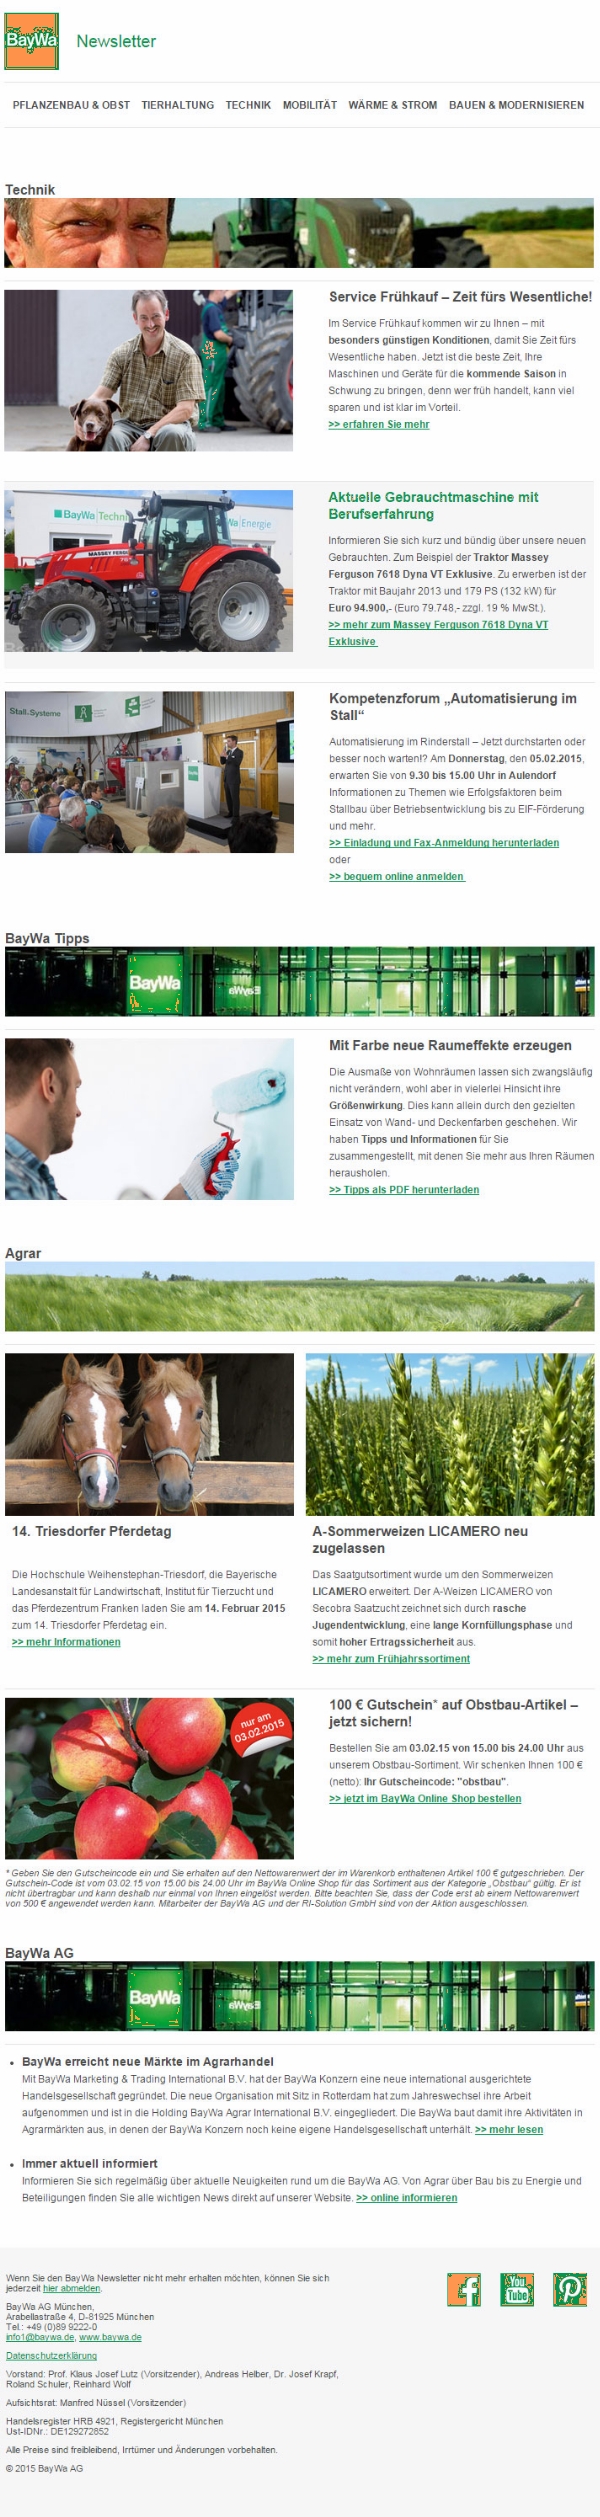 BayWa
Newsletter
PFLANZENBAU & OBST TIERHALTUNG TECHNIK MOBILITÄT WÄRME & STROM BAUEN & MODERNISIEREN
Technik
FENDT
Service Frühkauf – Zeit fürs Wesentliche!
Im Service Frühkauf kommen wir zu Ihnen – mit
besonders günstigen Konditionen, damit Sie Zeit fürs
Wesentliche haben. Jetzt ist die beste Zeit, Ihre
Maschinen und Geräte für die kommende Saison in
Schwung zu bringen, denn wer früh handelt, kann viel
sparen und ist klar im Vorteil.
>> erfahren Sie mehr
BayWa Techni
Wa Energie
MASSEY FERG
Aktuelle Gebrauchtmaschine mit
Berufserfahrung
Informieren Sie sich kurz und bündig über unsere neuen
Gebrauchten. Zum Beispiel der Traktor Massey
Ferguson 7618 Dyna VT Exklusive. Zu erwerben ist der
Traktor mit Baujahr 2013 und 179 PS (132 kW) für
Euro 94.900,- (Euro 79.748,- zzgl. 19 % MwSt.).
>> mehr zum Massey Ferguson 7618 Dyna VT
Exklusive
Stall-Systeme
Kompetenzforum „Automatisierung im
Stall“
Automatisierung im Rinderstall – Jetzt durchstarten oder
besser noch warten!? Am Donnerstag, den 05.02.2015,
erwarten Sie von 9.30 bis 15.00 Uhr in Aulendorf
Informationen zu Themen wie Erfolgsfaktoren beim
Stallbau über Betriebsentwicklung bis zu EIF-Förderung
und mehr.
>> Einladung und Fax-Anmeldung herunterladen
oder
>> bequem online anmelden
BayWa Tipps
BayWa
BayWa
Mit Farbe neue Raumeffekte erzeugen
Die Ausmaße von Wohnräumen lassen sich zwangsläufig
nicht verändern, wohl aber in vielerlei Hinsicht ihre
Größenwirkung. Dies kann allein durch den gezielten
Einsatz von Wand- und Deckenfarben geschehen. Wir
haben Tipps und Informationen für Sie
zusammengestellt, mit denen Sie mehr aus Ihren Räumen
herausholen.
>> Tipps als PDF herunterladen
Agrar
14. Triesdorfer Pferdetag
Die Hochschule Weihenstephan-Triesdorf, die Bayerische
Landesanstalt für Landwirtschaft, Institut für Tierzucht und
das Pferdezentrum Franken laden Sie am 14. Februar 2015
zum 14. Triesdorfer Pferdetag ein.
>> mehr Informationen
A-Sommerweizen LICAMERO neu
zugelassen
Das Saatgutsortiment wurde um den Sommerweizen
LICAMERO erweitert. Der A-Weizen LICAMERO von
Secobra Saatzucht zeichnet sich durch rasche
Jugendentwicklung, eine lange Kornfüllungsphase und
somit hoher Ertragssicherheit aus.
>> mehr zum Frühjahrssortiment
nur am
03.02.2015
100 € Gutschein* auf Obstbau-Artikel –
jetzt sichern!
Bestellen Sie am 03.02.15 von 15.00 bis 24.00 Uhr aus
unserem Obstbau-Sortiment. Wir schenken Ihnen 100 €
(netto): Ihr Gutscheincode: "obstbau".
>> jetzt im BayWa Online Shop bestellen
* Geben Sie den Gutscheincode ein und Sie erhalten auf den Nettowarenwert der im Warenkorb enthaltenen Artikel 100 € gutgeschrieben. Der
Gutschein-Code ist vom 03.02.15 von 15.00 bis 24.00 Uhr im BayWa Online Shop für das Sortiment aus der Kategorie „Obstbau“ gültig. Er ist
nicht übertragbar und kann deshalb nur einmal von Ihnen eingelöst werden. Bitte beachten Sie, dass der Code erst ab einem Nettowarenwert
von 500 € angewendet werden kann. Mitarbeiter der BayWa AG und der RI-Solution GmbH sind von der Aktion ausgeschlossen.
BayWa AG
BayWa
BayWa
• BayWa erreicht neue Märkte im Agrarhandel
Mit BayWa Marketing & Trading International B.V. hat der BayWa Konzern eine neue international ausgerichtete
Handelsgesellschaft gegründet. Die neue Organisation mit Sitz in Rotterdam hat zum Jahreswechsel ihre Arbeit
aufgenommen und ist in die Holding BayWa Agrar International B.V. eingegliedert. Die BayWa baut damit ihre Aktivitäten in
Agrarmärkten aus, in denen der BayWa Konzern noch keine eigene Handelsgesellschaft unterhält. >> mehr lesen
• Immer aktuell informiert
Informieren Sie sich regelmäßig über aktuelle Neuigkeiten rund um die BayWa AG. Von Agrar über Bau bis zu Energie und
Beteiligungen finden Sie alle wichtigen News direkt auf unserer Website. >> online informieren
Wenn Sie den BayWa Newsletter nicht mehr erhalten möchten, können Sie sich
jederzeit hier abmelden.
You
Tube
BayWa AG München,
Arabellastraße 4, D-81925 München
Tel.: +49 (0)89 9222-0
info1@baywa.de, www.baywa.de
Datenschutzerklärung
Vorstand: Prof. Klaus Josef Lutz (Vorsitzender), Andreas Helber, Dr. Josef Krapf,
Roland Schuler, Reinhard Wolf
Aufsichtsrat: Manfred Nüssel (Vorsitzender)
Handelsregister HRB 4921, Registergericht München
Ust-IDNr.: DE129272852
Alle Preise sind freibleibend, Irrtümer und Änderungen vorbehalten.
© 2015 BayWa AG